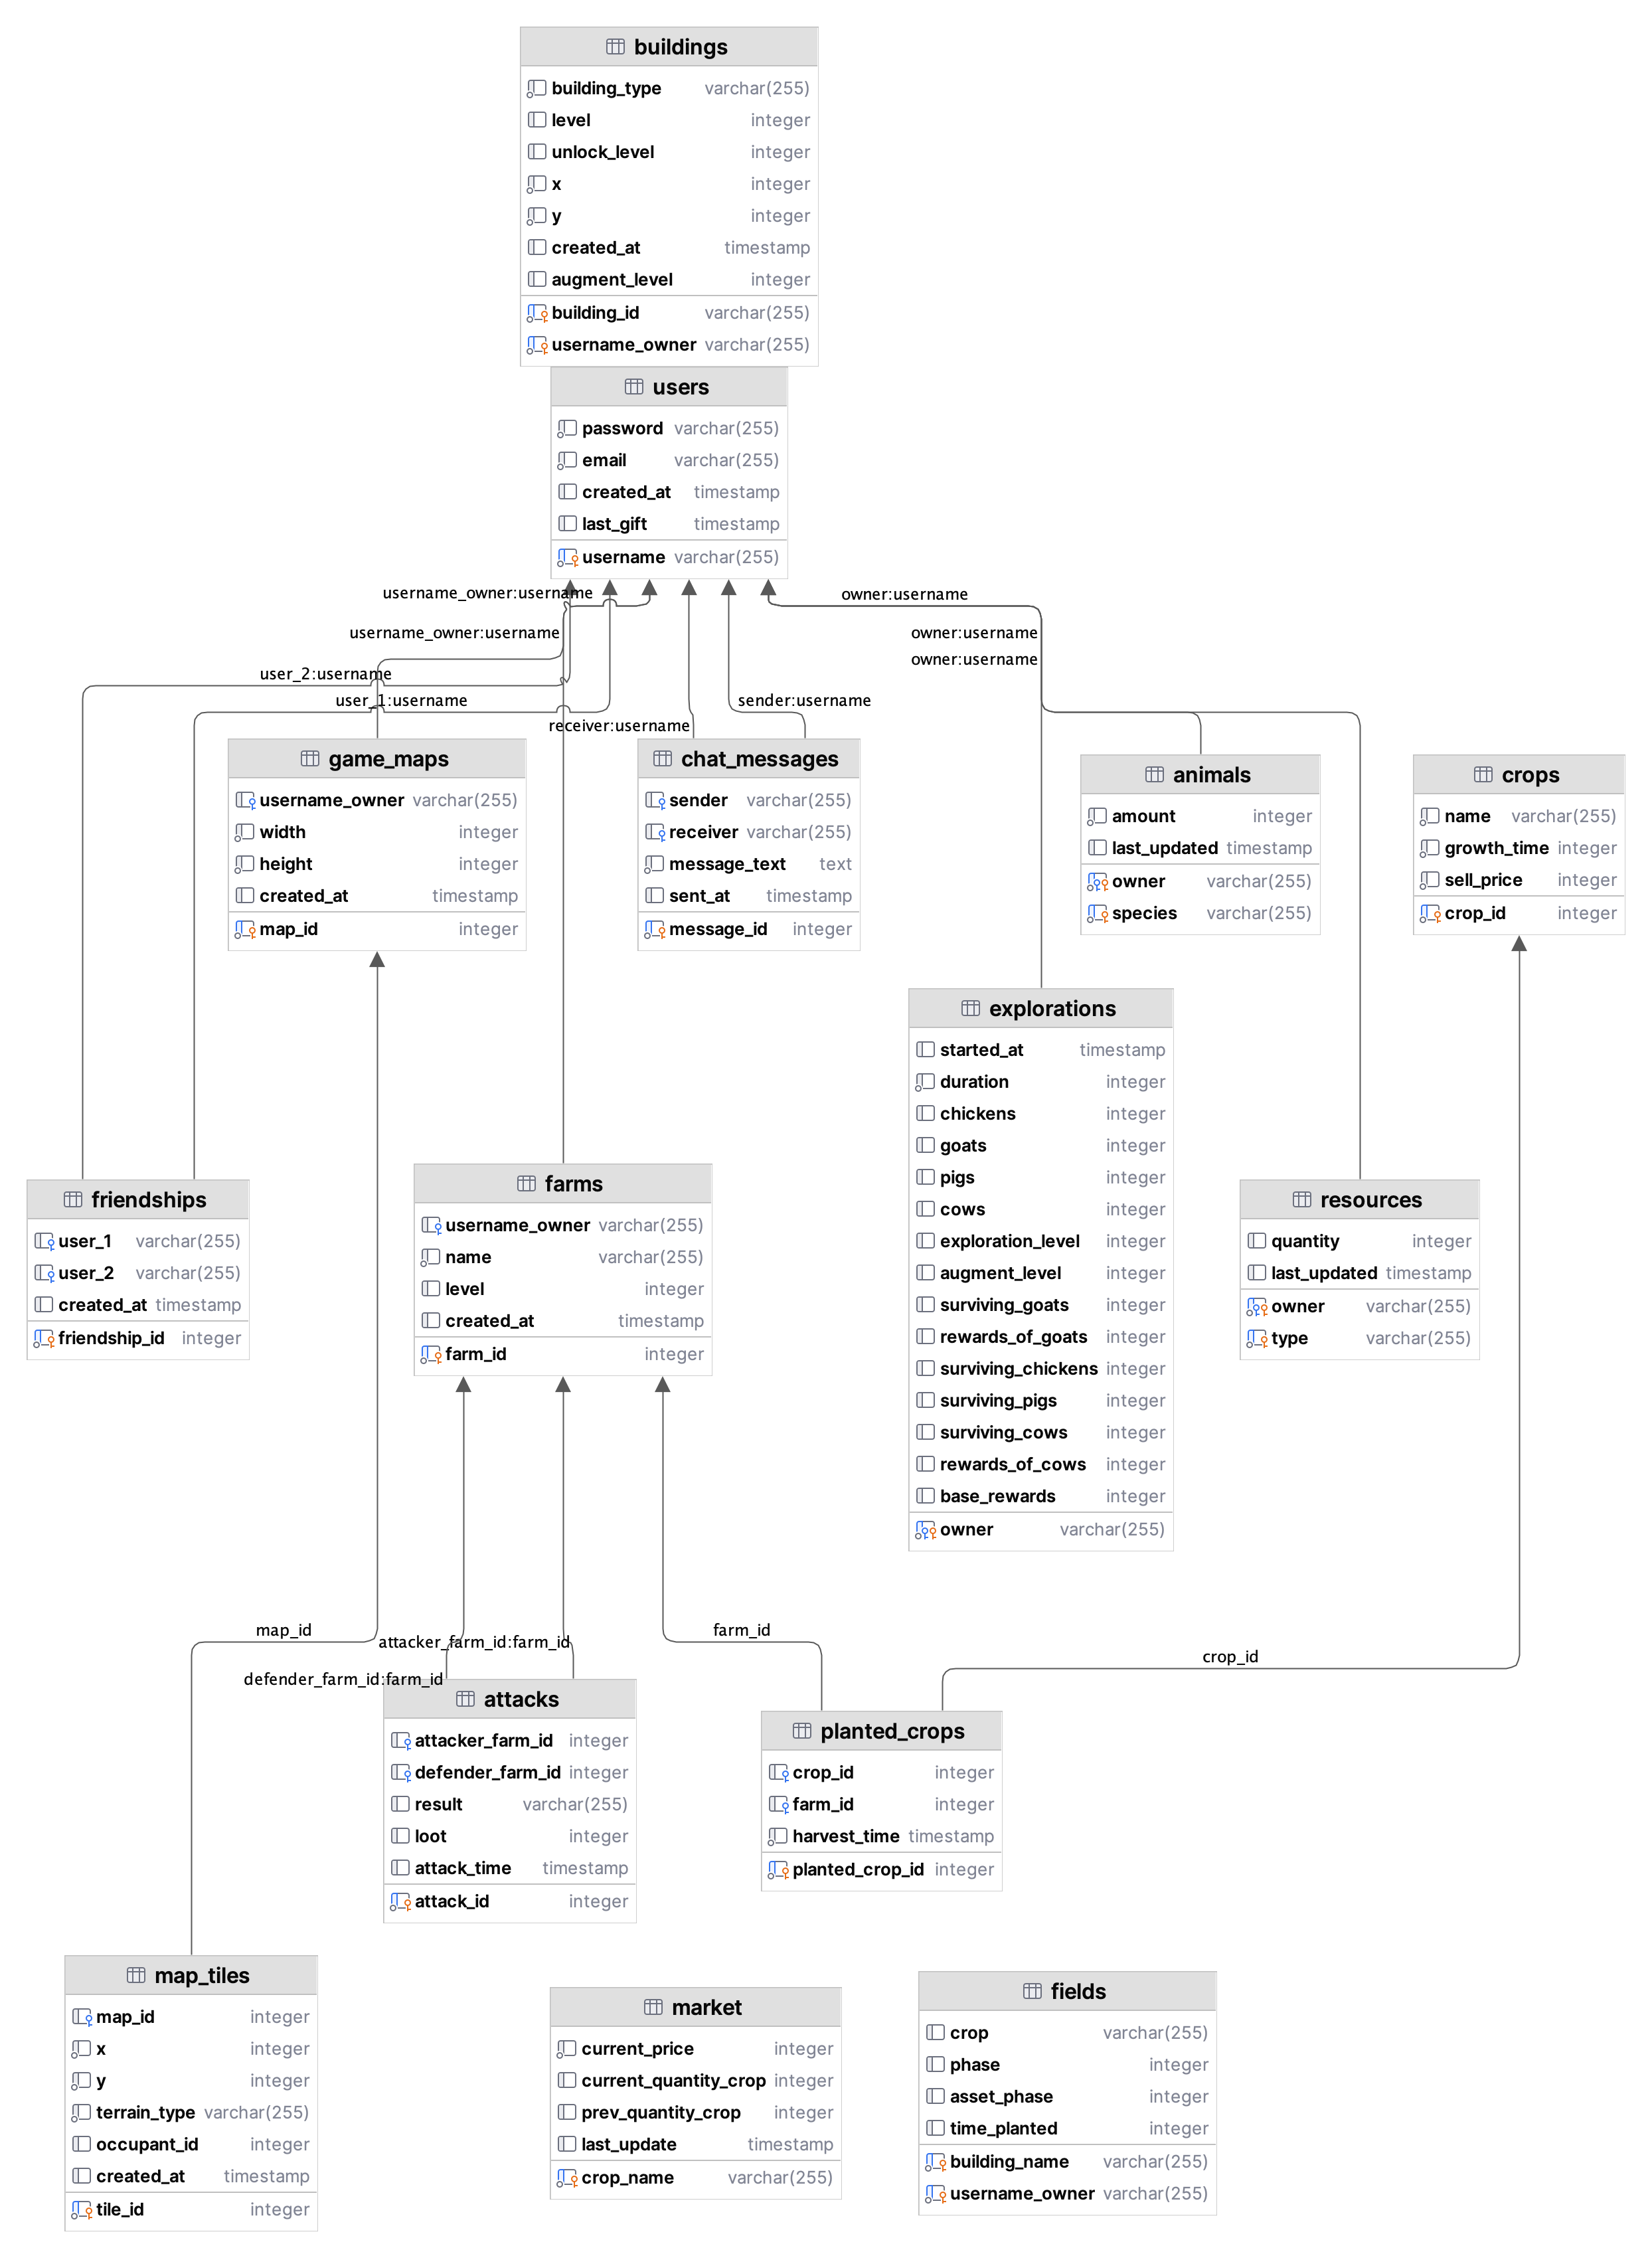 buildings
building_type varchar(255)
level integer
unlock_level integer
x integer
y integer
created_at timestamp
augment_level integer
building_id varchar(255)
username_owner varchar(255)
users
password varchar(255)
email varchar(255)
created_at timestamp
last_gift timestamp
username varchar(255)
username_owner:username
owner:username
username_owner:username
owner:username
owner:username
user_2:username
user_1:username
sender:username
receiver:username
game_maps
username_owner varchar(255)
width integer
height integer
created_at timestamp
map_id integer
chat_messages
sender varchar(255)
receiver varchar(255)
message_text text
sent_at timestamp
message_id integer
animals
amount integer
last_updated timestamp
owner varchar(255)
species varchar(255)
crops
name varchar(255)
growth_time integer
sell_price integer
crop_id integer
explorations
started_at timestamp
duration integer
chickens integer
goats integer
pigs integer
cows integer
exploration_level integer
augment_level integer
surviving_goats integer
rewards_of_goats integer
surviving_chickens integer
surviving_pigs integer
surviving_cows integer
rewards_of_cows integer
base_rewards integer
owner varchar(255)
friendships
user_1 varchar(255)
user_2 varchar(255)
created_at timestamp
friendship_id integer
farms
username_owner varchar(255)
name varchar(255)
level integer
created_at timestamp
farm_id integer
resources
quantity integer
last_updated timestamp
owner varchar(255)
type varchar(255)
map_id
attacker_farm_id:farm_id
farm_id
crop_id
defender_farm_id:farm_id
attacks
attacker_farm_id integer
defender_farm_id integer
result varchar(255)
loot integer
attack_time timestamp
attack_id integer
planted_crops
crop_id integer
farm_id integer
harvest_time timestamp
planted_crop_id integer
map_tiles
map_id integer
x integer
y integer
terrain_type varchar(255)
occupant_id integer
created_at timestamp
tile_id integer
market
current_price integer
current_quantity_crop integer
prev_quantity_crop integer
last_update timestamp
crop_name varchar(255)
fields
crop varchar(255)
phase integer
asset_phase integer
time_planted integer
building_name varchar(255)
username_owner varchar(255)